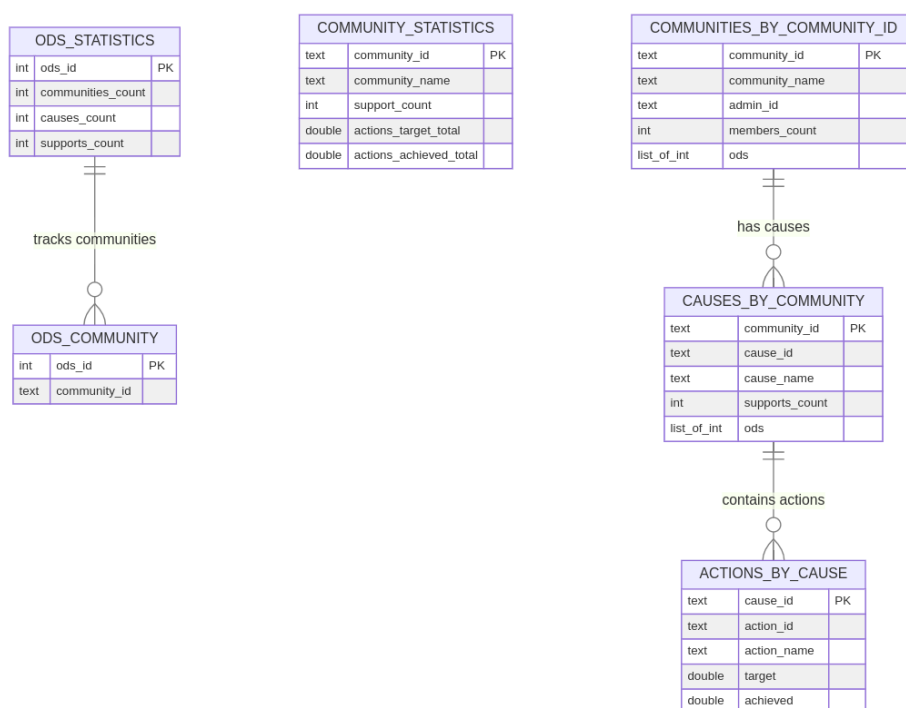 ODS_STATISTICS
int ods_id PK
int communities_count
int causes_count
int supports_count
tracks communities
ODS_COMMUNITY
int ods_id PK
text community_id
COMMUNITY_STATISTICS
text community_id PK
text community_name
int support_count
double actions_target_total
double actions_achieved_total
COMMUNITIES_BY_COMMUNITY_ID
text community_id PK
text community_name
text admin_id
int members_count
list_of_int ods
has causes
CAUSES_BY_COMMUNITY
text community_id PK
text cause_id
text cause_name
int supports_count
list_of_int ods
contains actions
ACTIONS_BY_CAUSE
text cause_id PK
text action_id
text action_name
double target
double achieved